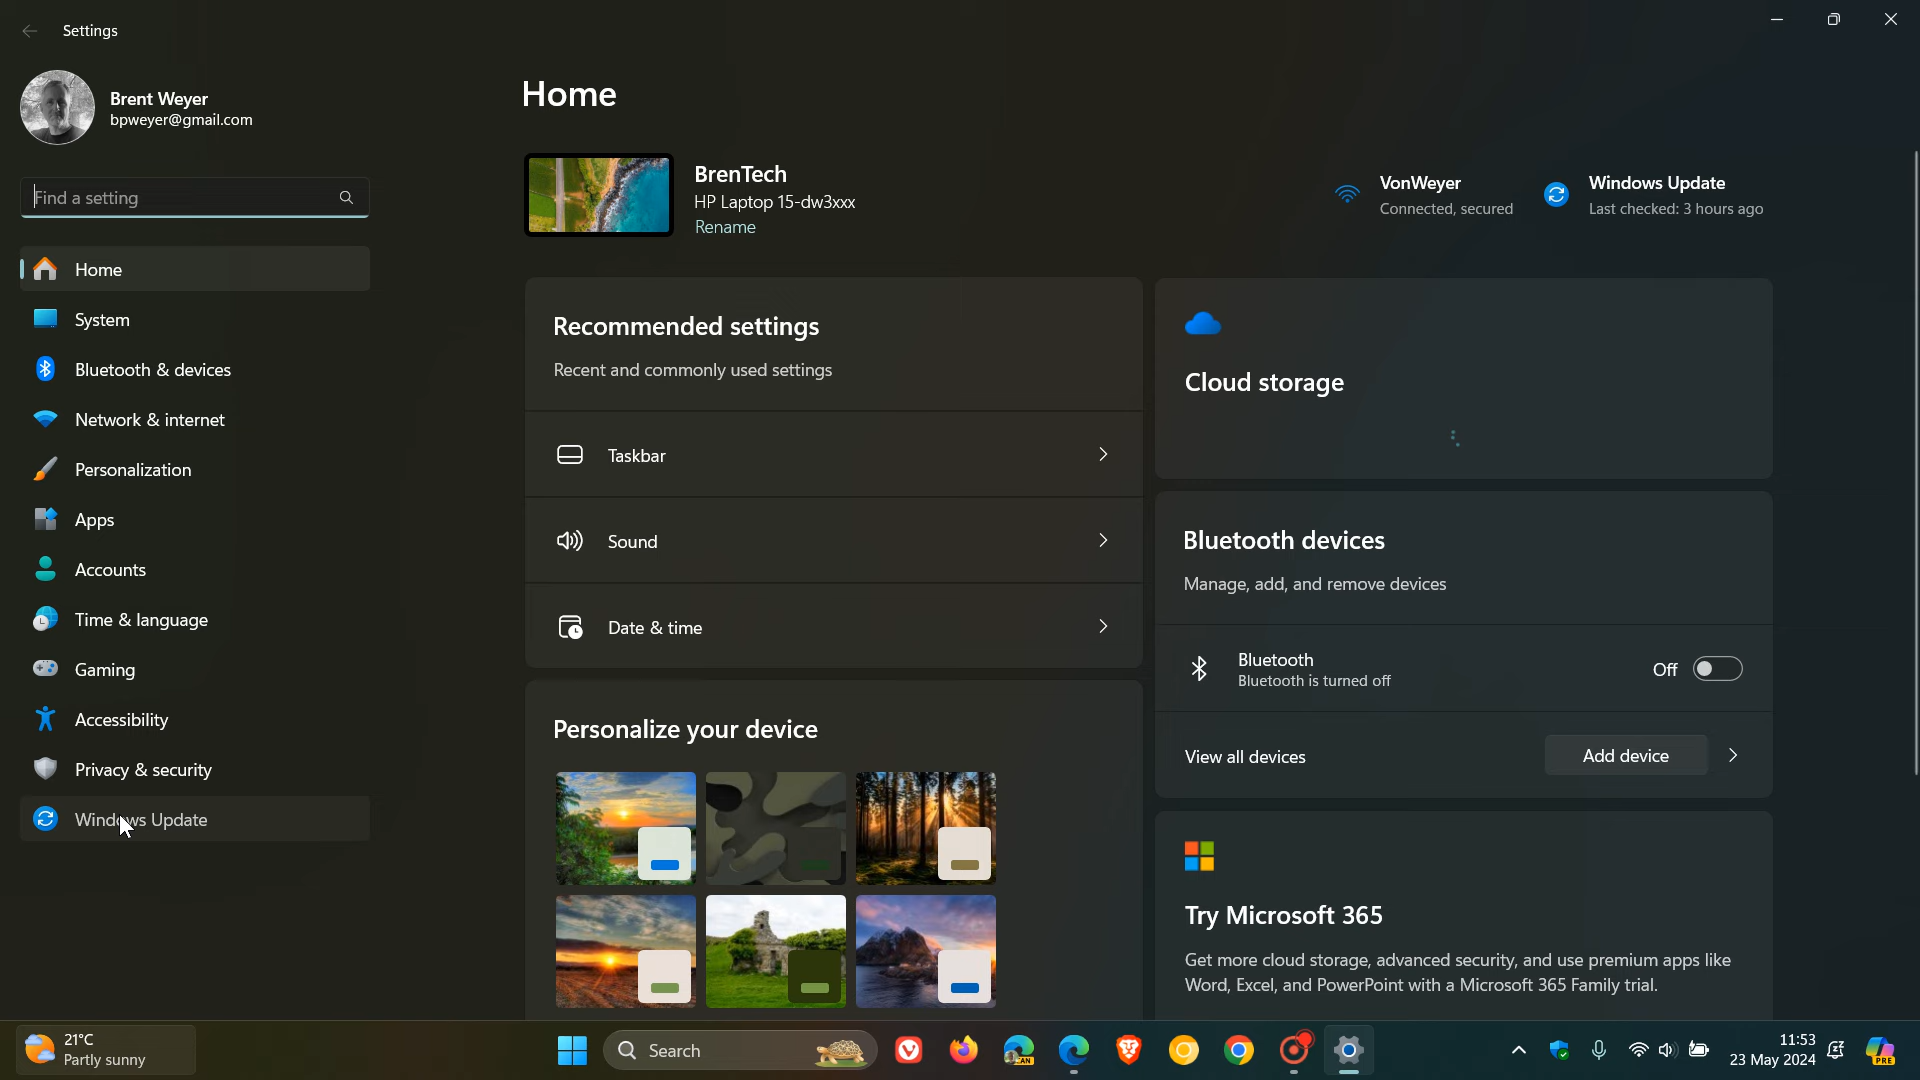 Settings
Brent Weyer
bpweyer@gmail.com
Find a setting
Home
System
Bluetooth & devices
Network & internet
Personalization
Apps
Accounts
Time & language
Gaming
Accessibility
Privacy & security
Windows Update
Home
BrenTech
HP Laptop 15-dw3xxx
Rename
VonWeyer
Connected, secured
Windows Update
Last checked: 3 hours ago
Recommended settings
Recent and commonly used settings
Taskbar
Sound
Date & time
Personalize your device
Cloud storage
Bluetooth devices
Manage, add, and remove devices
Bluetooth
Bluetooth is turned off
Off
View all devices
Add device
Try Microsoft 365
Get more cloud storage, advanced security, and use premium apps like
Word, Excel, and PowerPoint with a Microsoft 365 Family trial.
21°C
Partly sunny
Search
CAN
11:53
23 May 2024
PRE